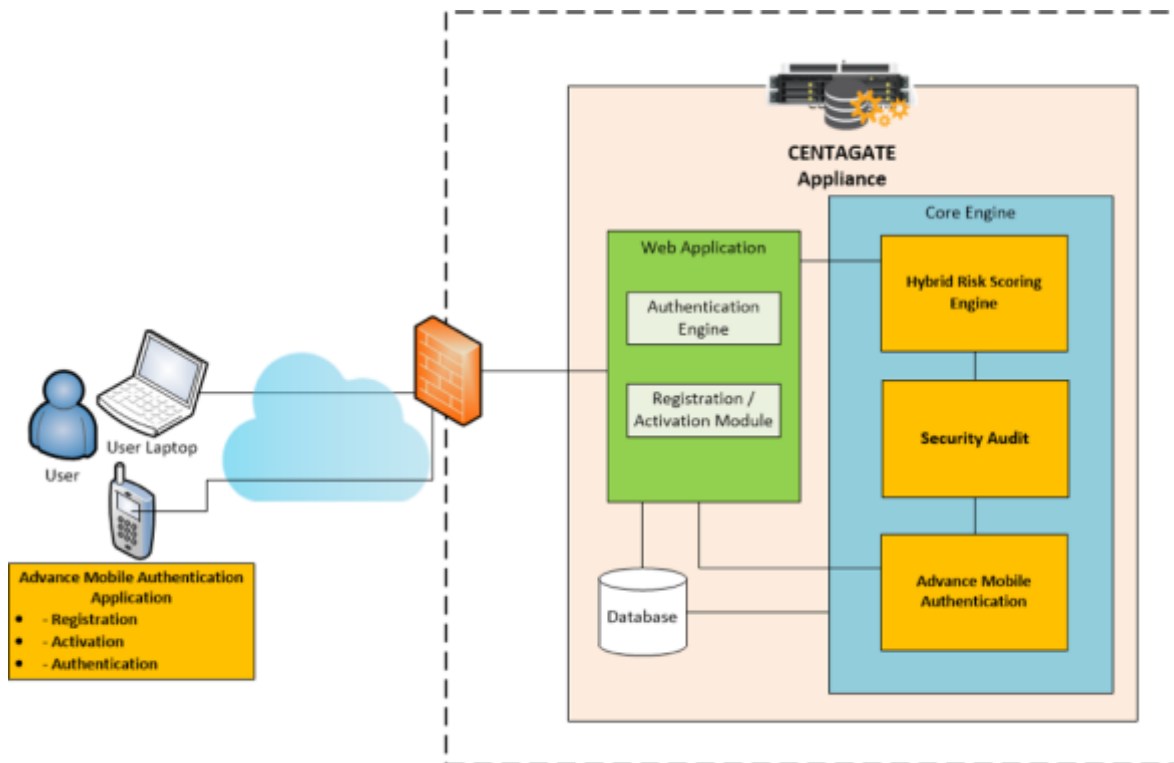 CENTAGATE
Appliance
Core Engine
Web Application
Hybrid Risk Scoring
Engine
Authentication
Engine
Registration /
Activation Module
Security Audit
User Laptop
User
Advance Mobile Authentication
Application
• - Registration
• - Activation
• - Authentication
Advance Mobile
Authentication
Database